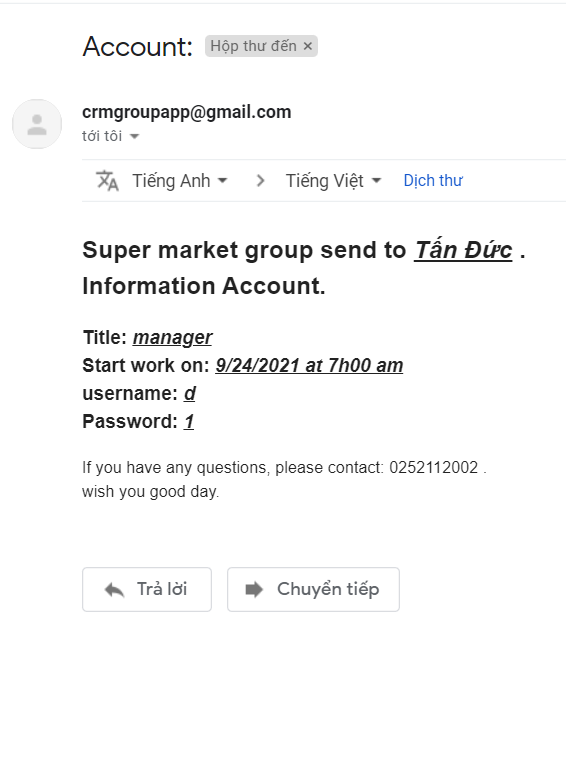 Account: Hộp thư đến ×
crmgroupapp@gmail.com
tới tôi
Tiếng Anh > Tiếng Việt Dịch thư
Super market group send to Tấn Đức .
Information Account.
Title: manager
Start work on: 9/24/2021 at 7h00 am
username: d
Password: 1
If you have any questions, please contact: 0252112002 .
wish you good day.
Trả lời Chuyển tiếp